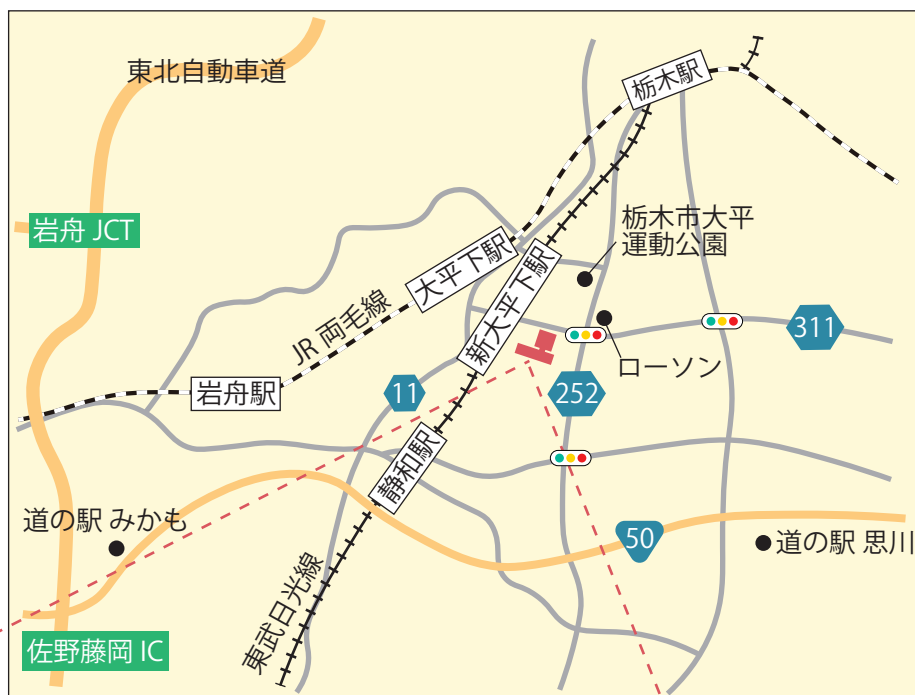 東北自動車道
栃木駅
岩舟 JCT
栃木市大平
運動公園
大平下駅
新大平下駅
JR 両毛線
311
ローソン
岩舟駅
11
252
静和駅
道の駅 みかも
50
道の駅 思川
東武日光線
佐野藤岡 IC